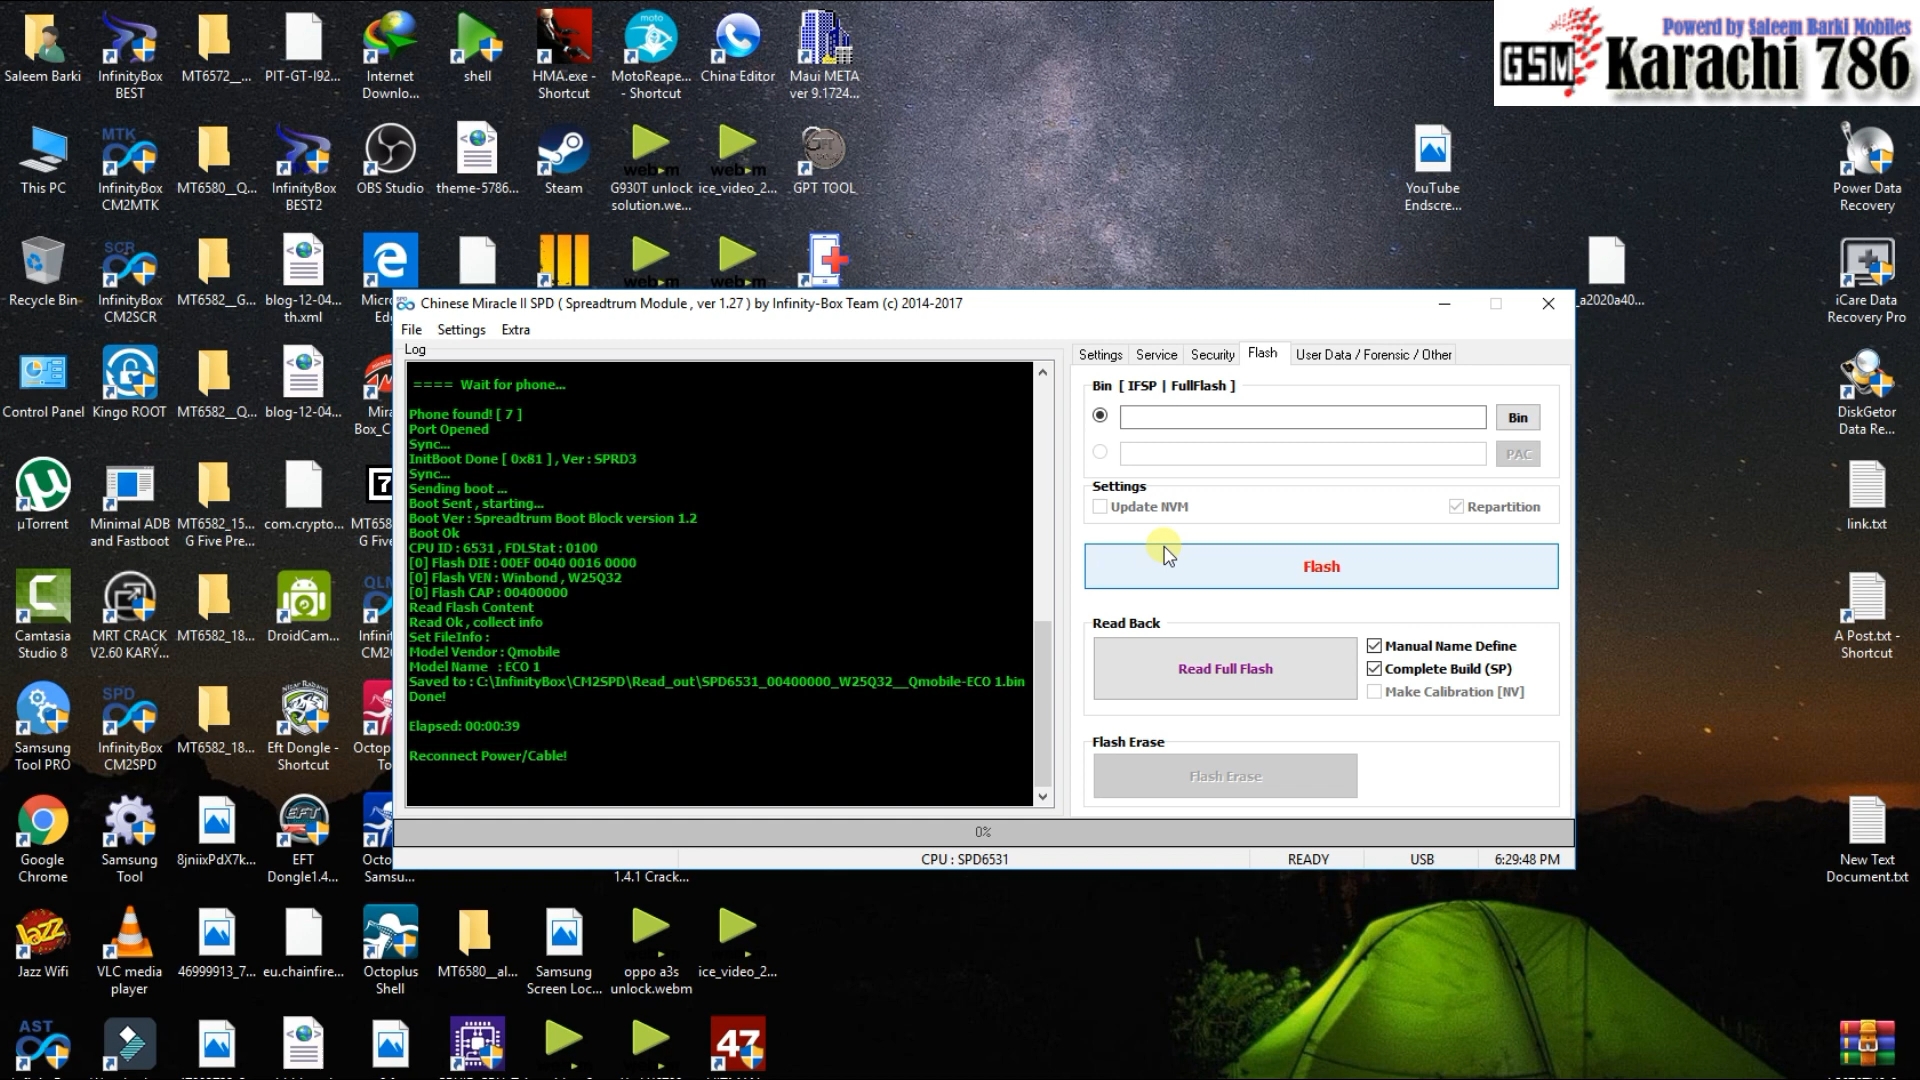 Powerd by Saleem Barki Mobiles
GSM Karachi 786
Saleem Barki
InfinityBox BEST
MT6572__...
PIT-GT-I92...
Internet Downlo...
shell
HMA.exe - Shortcut
MotoReape... - Shortcut
China Editor
Maui META ver 9.1724...
This PC
InfinityBox CM2MTK
MT6580__Q...
InfinityBox BEST2
OBS Studio
theme-5786...
Steam
G930T unlock solution.we...
ice_video_2...
GPT TOOL
YouTube Endscre...
Power Data Recovery
Recycle Bin
InfinityBox CM2SCR
MT6582__G...
blog-12-04... th.xml
_a2020a40...
iCare Data Recovery Pro
Chinese Miracle II SPD ( Spreadtrum Module , ver 1.27 ) by Infinity-Box Team (c) 2014-2017
File Settings Extra
Log
==== Wait for phone...
Phone found! [ 7 ]
Port Opened
Sync...
InitBoot Done [ 0x81 ] , Ver : SPRD3
Sync...
Sending boot ...
Boot Sent , starting...
Boot Ver : Spreadtrum Boot Block version 1.2
Boot Ok
CPU ID : 6531 , FDLStat : 0100
[0] Flash DIE : 00EF 0040 0016 0000
[0] Flash VEN : Winbond , W25Q32
[0] Flash CAP : 00400000
Read Flash Content
Read Ok , collect info
Set FileInfo :
Model Vendor : Qmobile
Model Name : ECO 1
Saved to : C:\InfinityBox\CM2SPD\Read_out\SPD6531_00400000_W25Q32__Qmobile-ECO 1.bin
Done!
Elapsed: 00:00:39
Reconnect Power/Cable!
Settings Service Security Flash User Data / Forensic / Other
Bin [ IFSP | FullFlash ]
Bin
PAC
Settings
Update NVM
Repartition
Flash
Read Back
Read Full Flash
Manual Name Define
Complete Build (SP)
Make Calibration [NV]
Flash Erase
Flash Erase
0%
CPU : SPD6531
READY
USB
6:29:48 PM
Control Panel
Kingo ROOT
MT6582__Q...
blog-12-04...
DiskGetor Data Re...
µTorrent
Minimal ADB and Fastboot
MT6582_15... G Five Pre...
com.crypto...
link.txt
Camtasia Studio 8
MRT CRACK V2.60 KARY...
MT6582_18...
DroidCam...
A Post.txt - Shortcut
Samsung Tool PRO
InfinityBox CM2SPD
MT6582_18...
Eft Dongle - Shortcut
Google Chrome
Samsung Tool
8jniixPdX7k...
EFT Dongle1.4...
Octo Samsu...
1.4.1 Crack...
New Text Document.txt
Jazz Wifi
VLC media player
46999913_7...
eu.chainfire...
Octoplus Shell
MT6580__al...
Samsung Screen Loc...
oppo a3s unlock.webm
ice_video_2...
AST
47